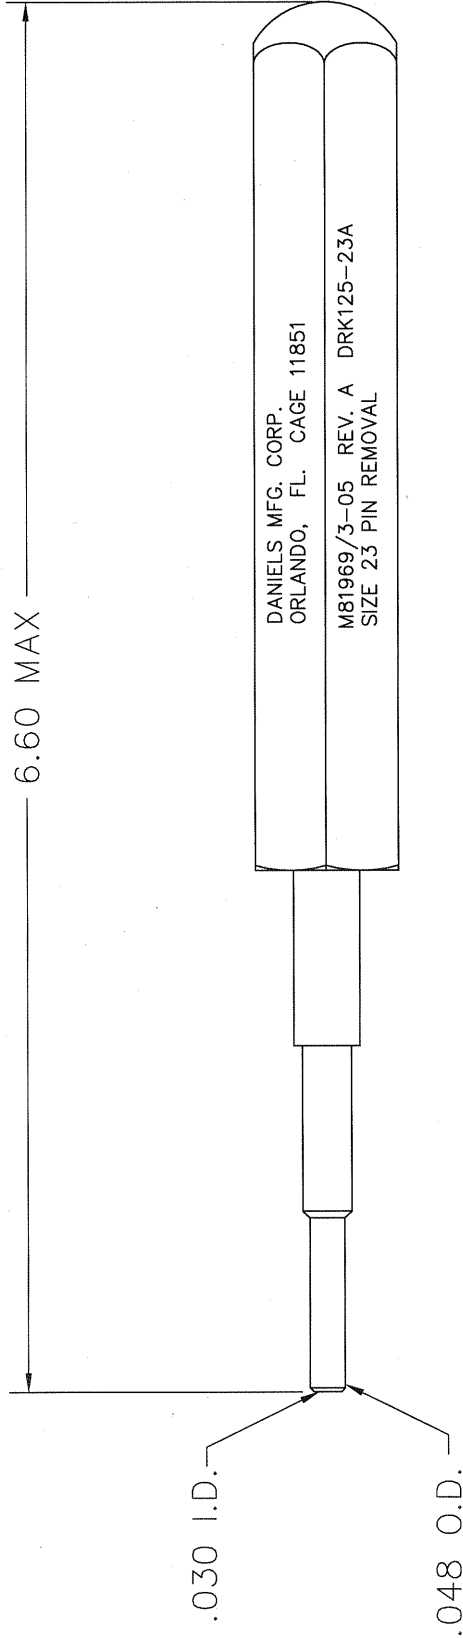 6.60 MAX
DANIELS MFG. CORP.
ORLANDO, FL. CAGE 11851
M81969/3-05 REV. A DRK125-23A
SIZE 23 PIN REMOVAL
.030 I.D.
.048 O.D.